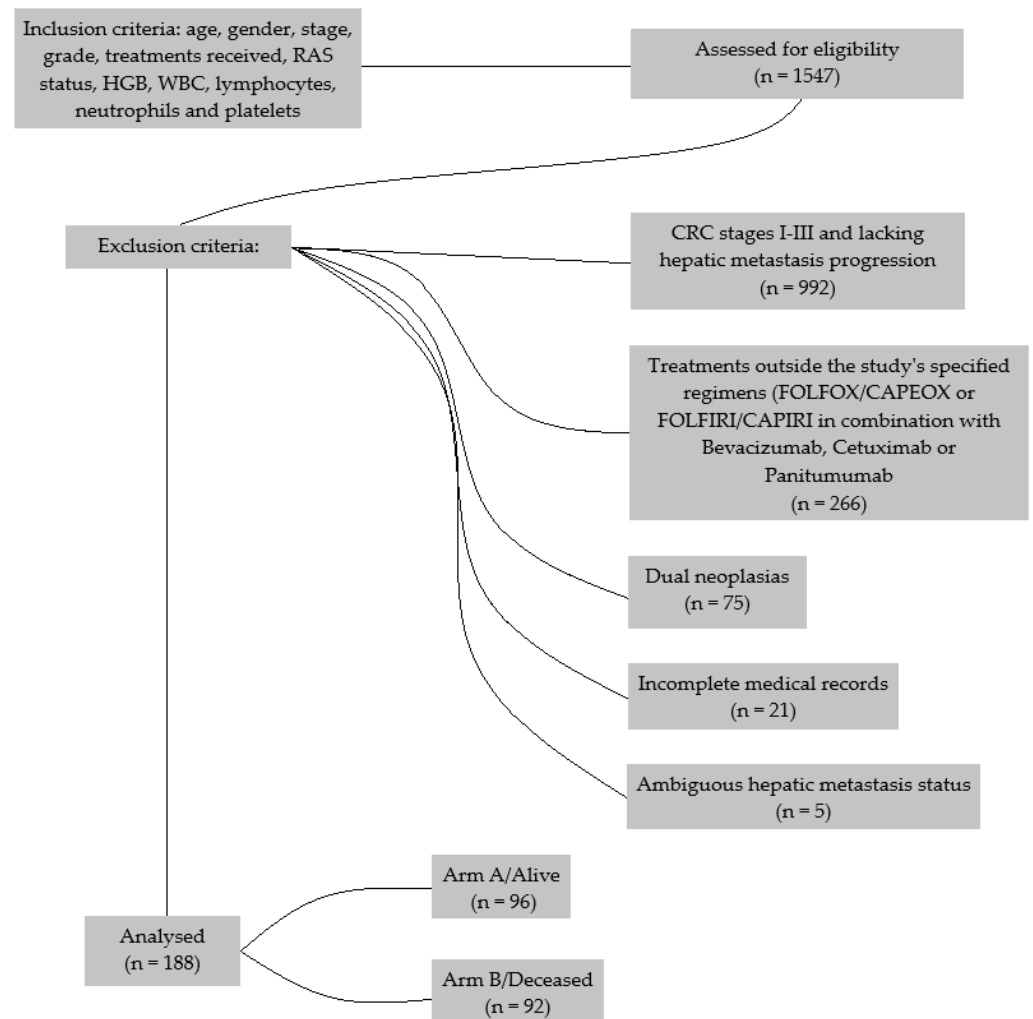 Inclusion criteria: age, gender, stage,
grade, treatments received, RAS
status, HGB, WBC, lymphocytes,
neutrophils and platelets
Assessed for eligibility
(n = 1547)
Exclusion criteria:
CRC stages I-III and lacking
hepatic metastasis progression
(n = 992)
Treatments outside the study's specified
regimens (FOLFOX/CAPEOX or
FOLFIRI/CAPIRI in combination with
Bevacizumab, Cetuximab or
Panitumumab
(n = 266)
Dual neoplasias
(n = 75)
Incomplete medical records
(n = 21)
Ambiguous hepatic metastasis status
(n = 5)
Arm A/Alive
(n = 96)
Analysed
(n = 188)
Arm B/Deceased
(n = 92)